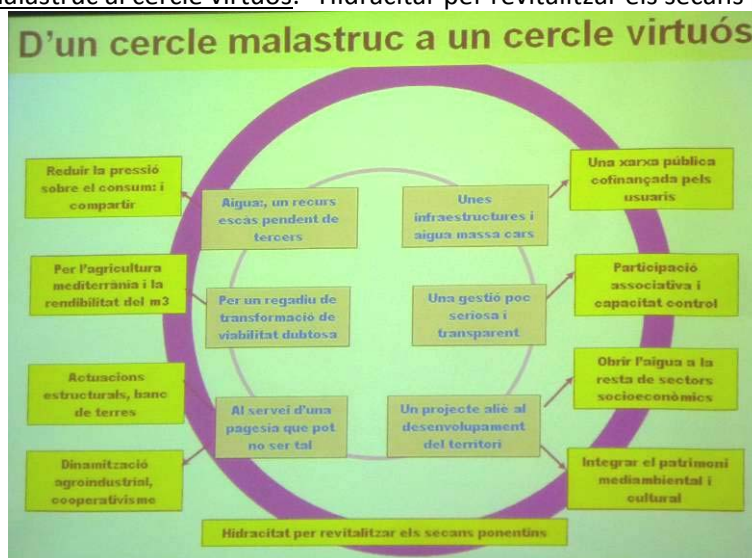 malastruc al cercle virtuós: "Hidracitat per revitalitzar els secans
D'un cercle malastruc a un cercle virtuós
Reduir la pressió
sobre el consum: i
compartir
Aigua:, un recurs
escàs pendent de
tercers
Unes
infraestructures i
aigua massa cars
Una xarxa pública
cofinançada pels
usuaris
Per l'agricultura
mediterrània i la
rendibilitat del m3
Per un regadiu de
transformació de
viabilitat dubtosa
Una gestió poc
seriosa i
transparent
Participació
associativa i
capacitat control
Actuacions
estructurals, banc
de terres
Al servei d'una
pagesia que pot
no ser tal
Un projecte aliè al
desenvolupament
del territori
Obrir l'aigua a la
resta de sectors
socioeconòmics
Dinamització
agroindustrial,
cooperativisme
Integrar el patrimoni
mediambiental i
cultural
Hidracitat per revitalitzar els secans ponentins